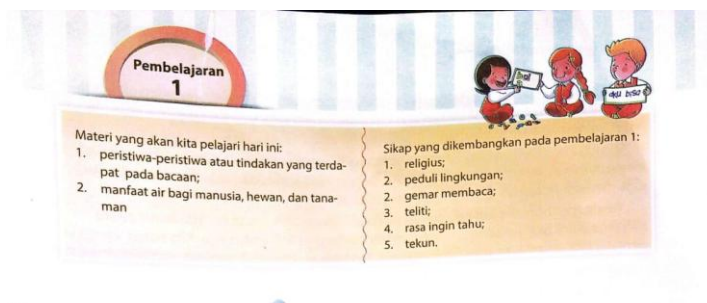 Pembelajaran
1
aku bisa
Materi yang akan kita pelajari hari ini:
1. peristiwa-peristiwa atau tindakan yang terda-
pat pada bacaan;
2. manfaat air bagi manusia, hewan, dan tana-
man
Sikap yang dikembangkan pada pembelajaran 1:
1. religius;
2. peduli lingkungan;
2. gemar membaca;
3. teliti;
4. rasa ingin tahu;
5. tekun.